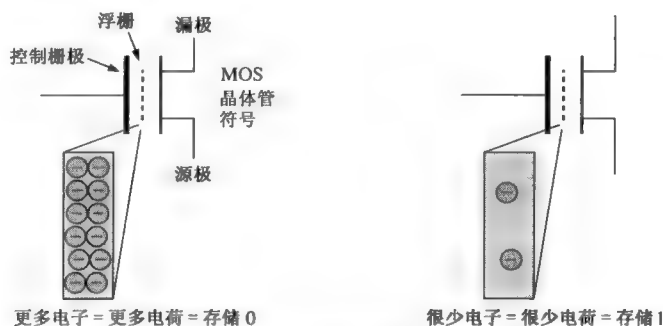 浮栅
漏极
控制栅极
MOS
晶体管
符号
源极
更多电子=更多电荷=存储0
很少电子=很少电荷=存储1